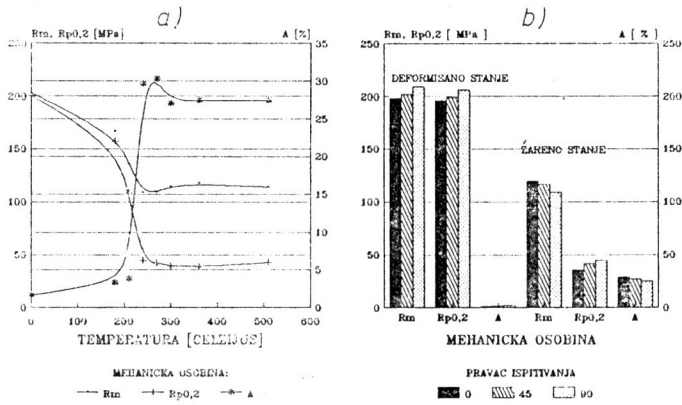 a)
Rm, Rp0,2 [MPa]
A [%]
250
200
150
100
50
0
35
30
25
20
15
10
5
0
0
100
200
300
400
500
600
TEMPERATURA [CELZIJUS]
MEHANICKA OSOBINA:
Rm
Rp0,2
A
b)
Rm, Rp0,2 [ MPa ]
A [ % ]
250
200
150
100
50
0
250
200
150
100
50
0
DEFORMISANO STANJE
ŽARENO STANJE
Rm
Rp0,2
A
Rm
Rp0,2
A
MEHANICKA OSOBINA
PRAVAC ISPITIVANJA
0
45
90